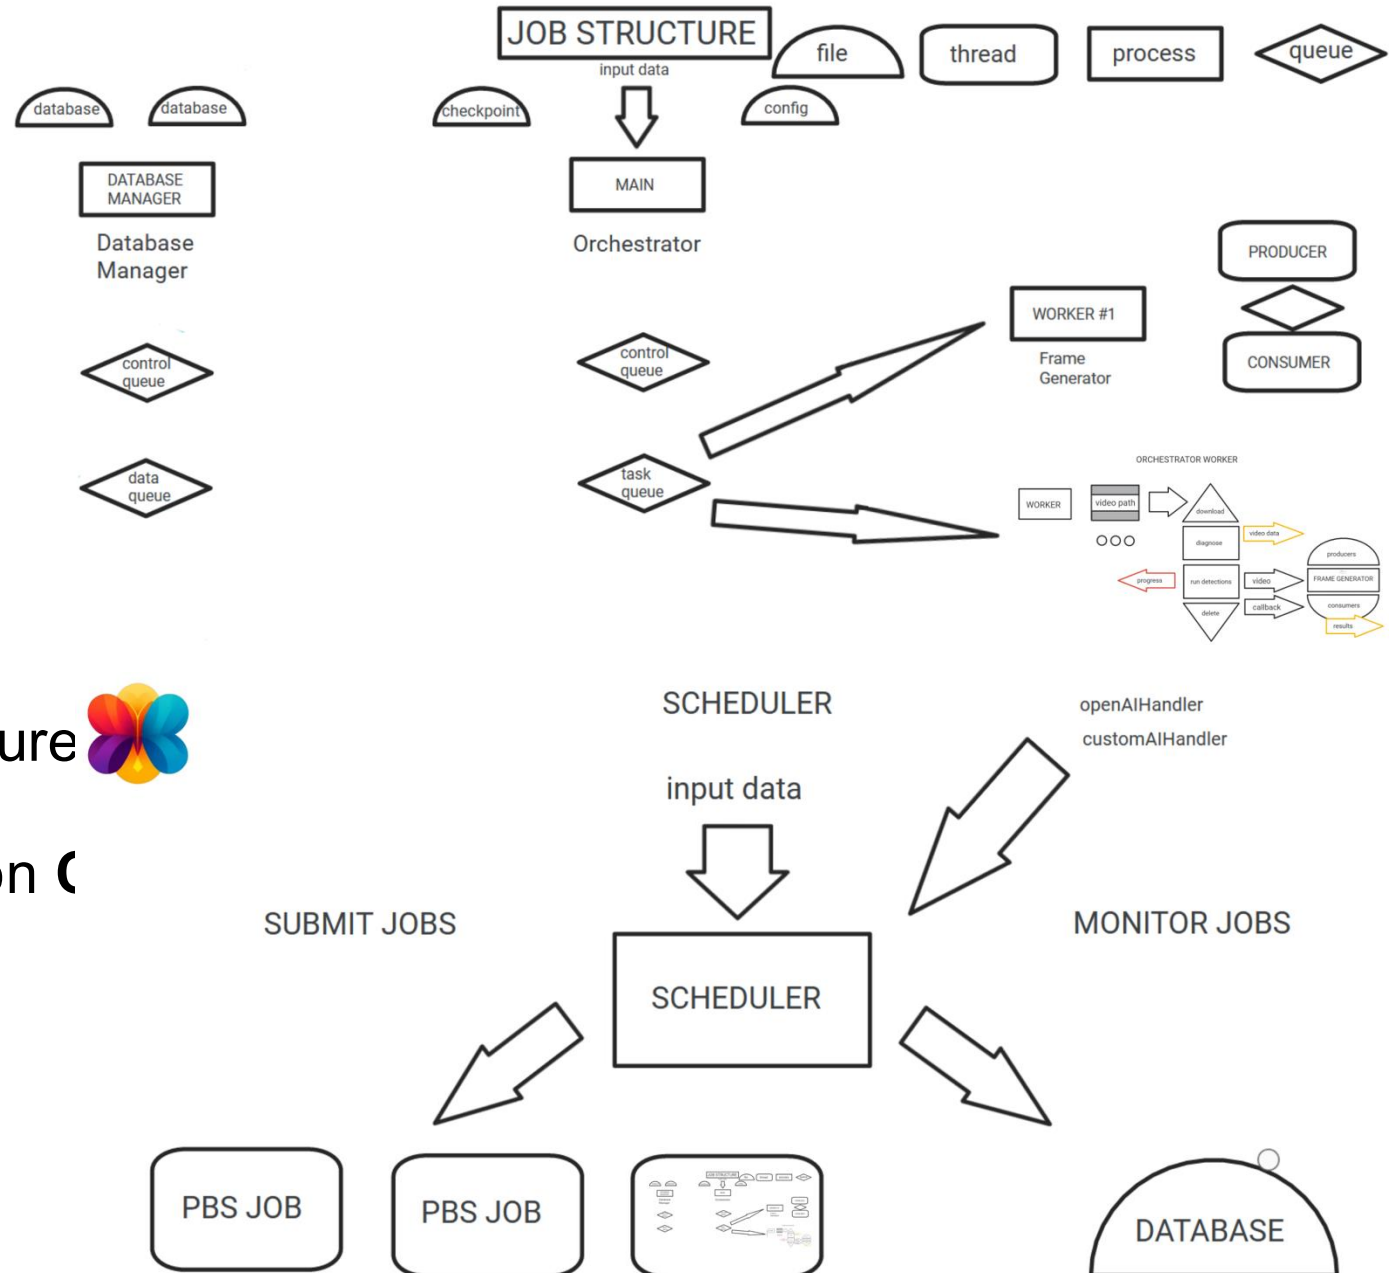 JOB STRUCTURE
file
thread
process
queue
input data
database
database
checkpoint
config
DATABASE
MANAGER
MAIN
Database
Manager
Orchestrator
PRODUCER
WORKER #1
CONSUMER
Frame
Generator
control
queue
control
queue
data
queue
task
queue
ORCHESTRATOR WORKER
WORKER
video path
download
diagnose
video data
producers
progress
run detections
video
FRAME GENERATOR
delete
callback
consumers
results
SCHEDULER
openAIHandler
customAIHandler
ure
input data
on
SUBMIT JOBS
MONITOR JOBS
SCHEDULER
PBS JOB
PBS JOB
JOB STRUCTURE
DATABASE